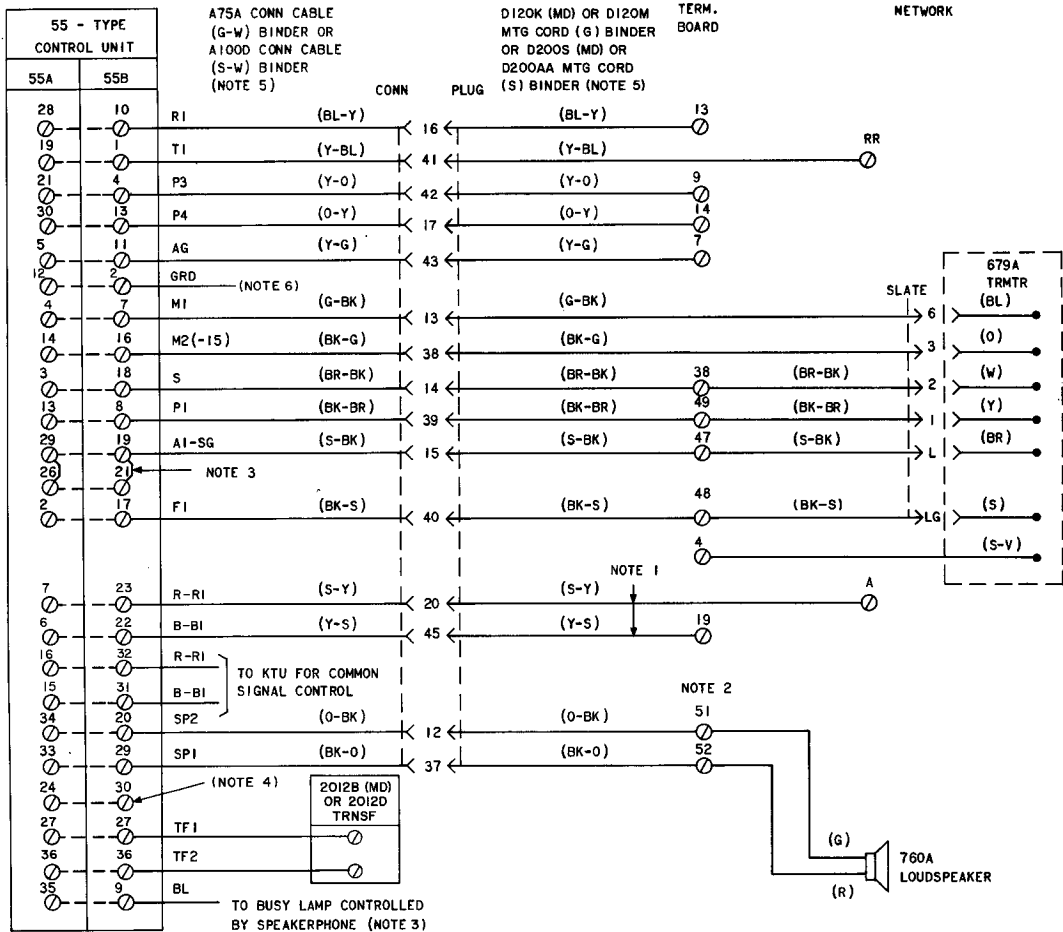 55 - TYPE
CONTROL UNIT
55A 55B
A75A CONN CABLE
(G-W) BINDER OR
A100D CONN CABLE
(S-W) BINDER
(NOTE 5)
CONN PLUG
D120K (MD) OR D120M
MTG CORD (G) BINDER
OR D200S (MD) OR
D200AA MTG CORD
(S) BINDER (NOTE 5)
TERM.
BOARD
NETWORK
28 10 R1 (BL-Y) 16 (BL-Y) 13
19 1 T1 (Y-BL) 41 (Y-BL) RR
21 4 P3 (Y-O) 42 (Y-O) 9
30 13 P4 (O-Y) 17 (O-Y) 14
5 11 AG (Y-G) 43 (Y-G) 7
12 2 GRD (NOTE 6)
679A
TRMTR
SLATE
4 7 M1 (G-BK) 13 (G-BK) 6 (BL)
14 16 M2(-15) (BK-G) 38 (BK-G) 3 (O)
3 18 S (BR-BK) 14 (BR-BK) 38 (BR-BK) 2 (W)
13 8 P1 (BK-BR) 39 (BK-BR) 49 (BK-BR) 1 (Y)
29 19 A1-SG (S-BK) 15 (S-BK) 47 (S-BK) L (BR)
26 21 NOTE 3
2 17 F1 (BK-S) 40 (BK-S) 48 (BK-S) LG (S)
4 (S-V)
NOTE 1
7 23 R-R1 (S-Y) 20 (S-Y) A
6 22 B-B1 (Y-S) 45 (Y-S) 19
16 32 R-R1
TO KTU FOR COMMON
SIGNAL CONTROL
15 31 B-B1
NOTE 2
34 20 SP2 (O-BK) 12 (O-BK) 51
33 29 SP1 (BK-O) 37 (BK-O) 52
24 30 (NOTE 4)
2012B (MD)
OR 2012D
TRNSF
27 27 TF1
36 36 TF2
(G)
760A
LOUDSPEAKER
(R)
35 9 BL
TO BUSY LAMP CONTROLLED
BY SPEAKERPHONE (NOTE 3)